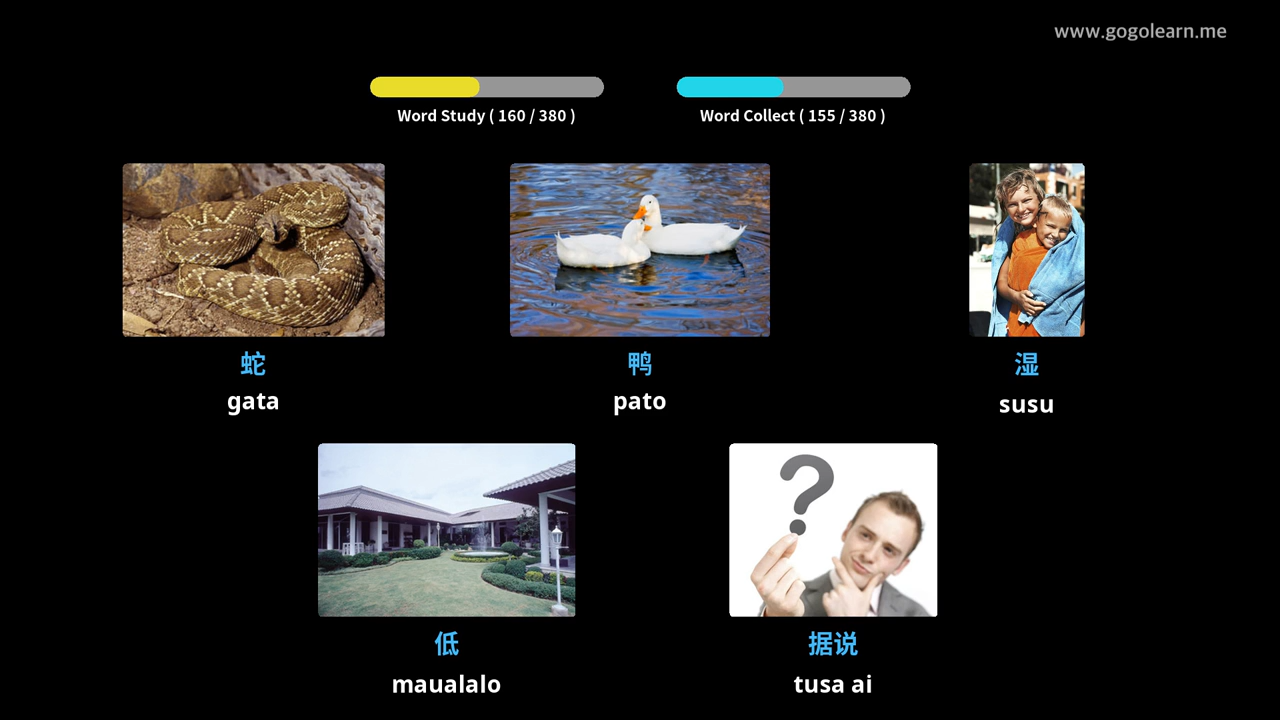 www.gogolearn.me
Word Study ( 160 / 380 )
Word Collect ( 155 / 380 )
蛇
gata
鸭
pato
湿
susu
低
maualalo
据说
tusa ai